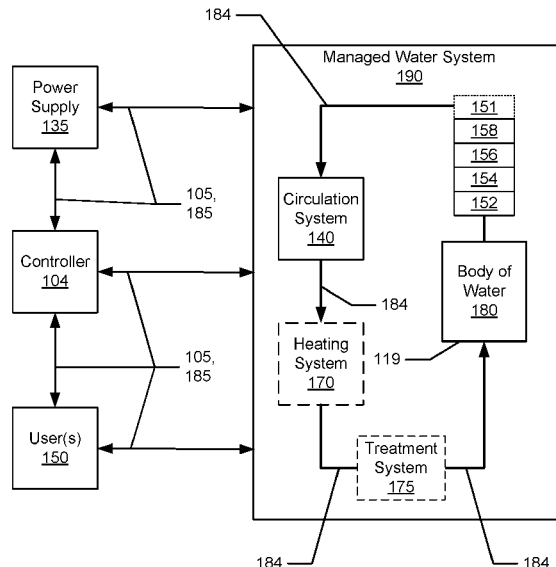 184
Managed Water System
190
Power
Supply
135
151
158
156
154
152
Circulation
System
140
105,
185
Controller
104
Body of
Water
180
184
Heating
System
170
119
105,
185
User(s)
150
Treatment
System
175
184
184